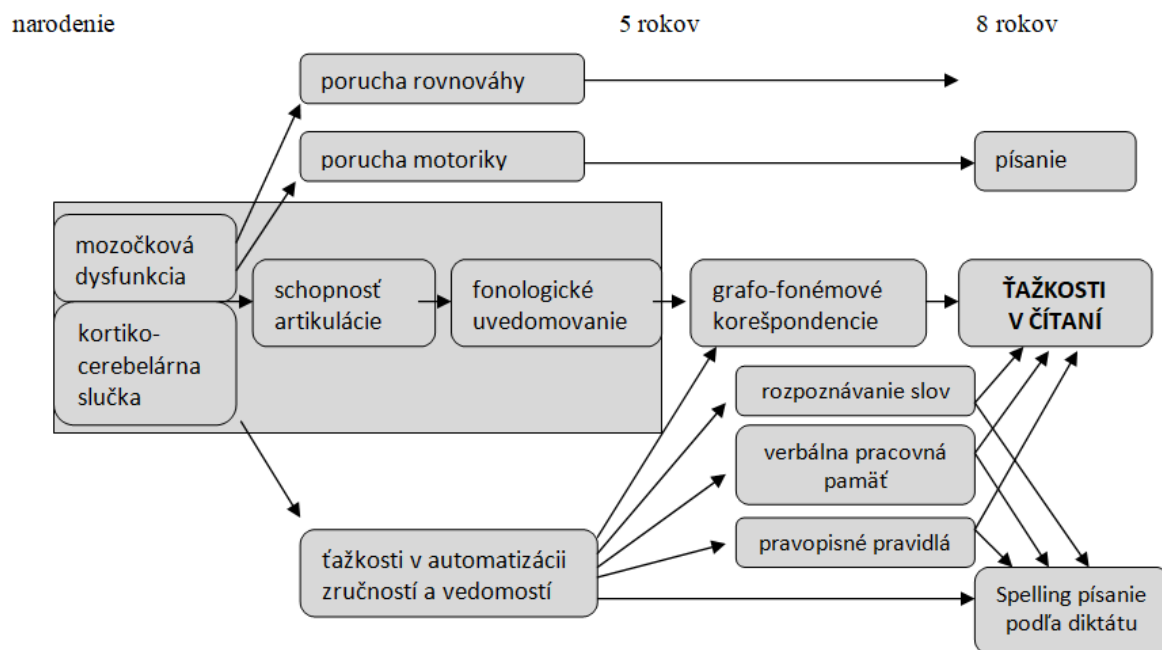 narodenie
5 rokov
8 rokov
porucha rovnováhy
porucha motoriky
písanie
mozočková
dysfunkcia
schopnosť
artikulácie
fonologické
uvedomovanie
grafo-fonémové
korešpondencie
ŤAŽKOSTI
V ČÍTANÍ
kortiko-
cerebelárna
slučka
rozpoznávanie slov
verbálna pracovná
pamäť
pravopisné pravidlá
ťažkosti v automatizácii
zručností a vedomostí
Spelling písanie
podľa diktátu